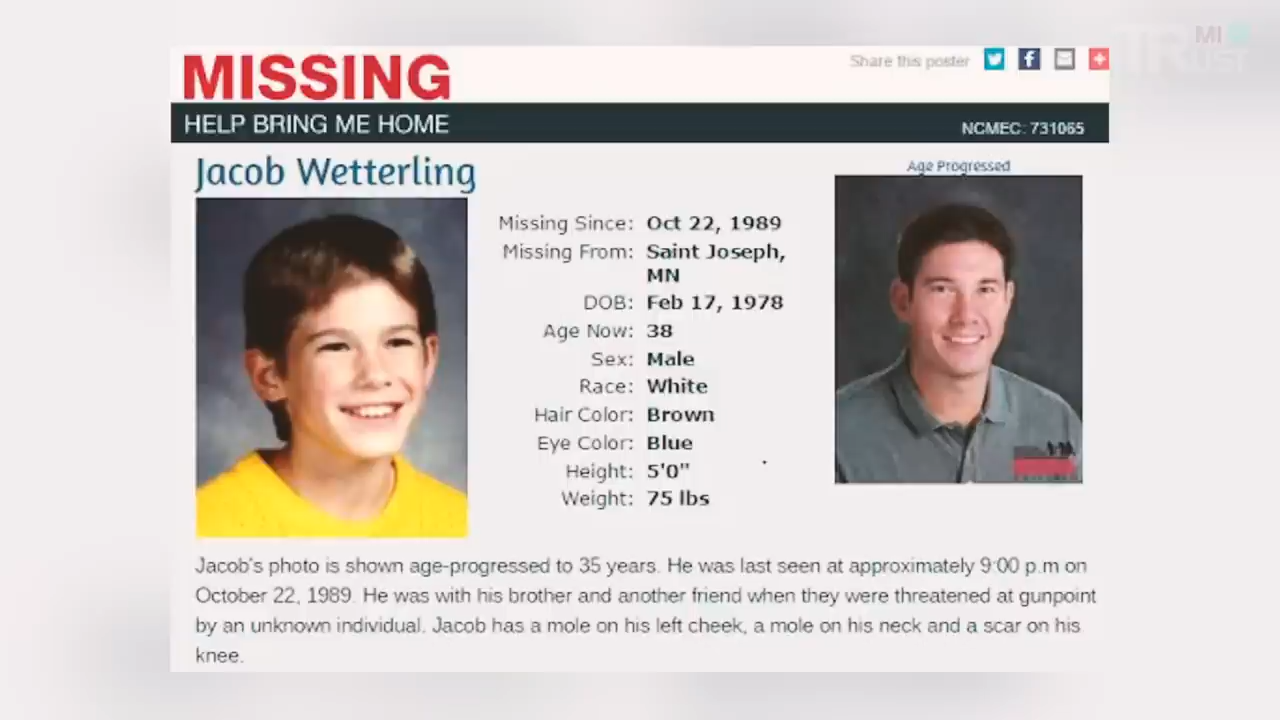 MISSING
Share this poster
HELP BRING ME HOME
NCMEC: 731065
Jacob Wetterling
Age Progressed
Missing Since: Oct 22, 1989
Missing From: Saint Joseph,
MN
DOB: Feb 17, 1978
Age Now: 38
Sex: Male
Race: White
Hair Color: Brown
Eye Color: Blue
Height: 5'0"
Weight: 75 lbs
Jacob's photo is shown age-progressed to 35 years. He was last seen at approximately 9:00 p.m on
October 22, 1989. He was with his brother and another friend when they were threatened at gunpoint
by an unknown individual. Jacob has a mole on his left cheek, a mole on his neck and a scar on his
knee.